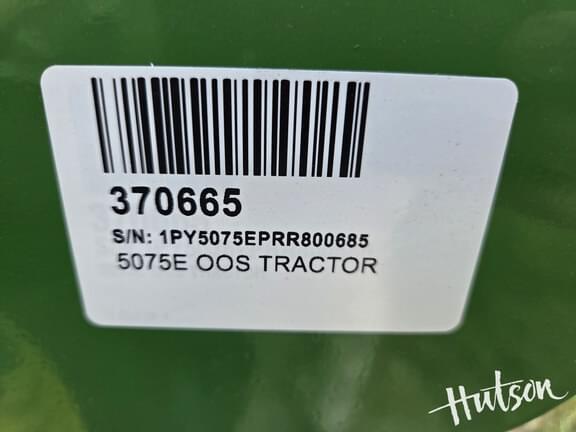 370665
S/N: 1PY5075EPRR800685
5075E OOS TRACTOR
Hutson